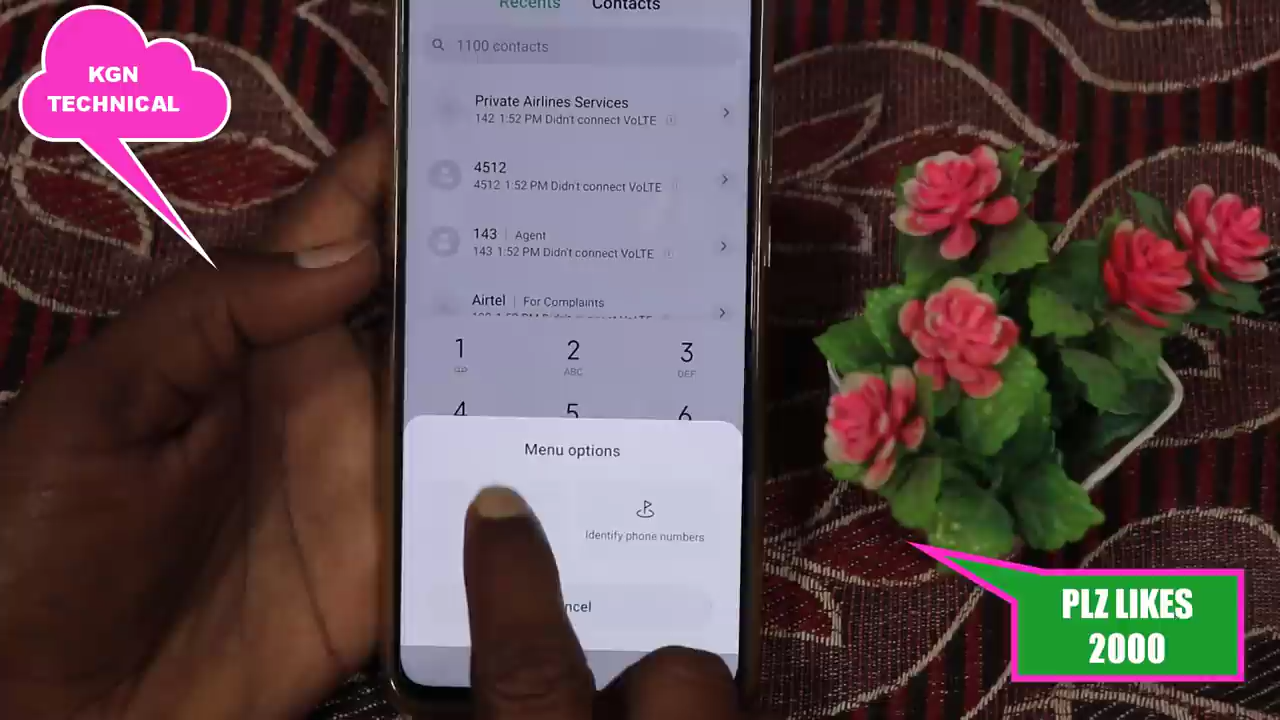 KGN
TECHNICAL
Recents Contacts
1100 contacts
Private Airlines Services
142 1:52 PM Didn't connect VoLTE
4512
4512 1:52 PM Didn't connect VoLTE
143 | Agent
143 1:52 PM Didn't connect VoLTE
Airtel | For Complaints
1 2 3
ABC DEF
4 5 6
Menu options
Identify phone numbers
PLZ LIKES
2000